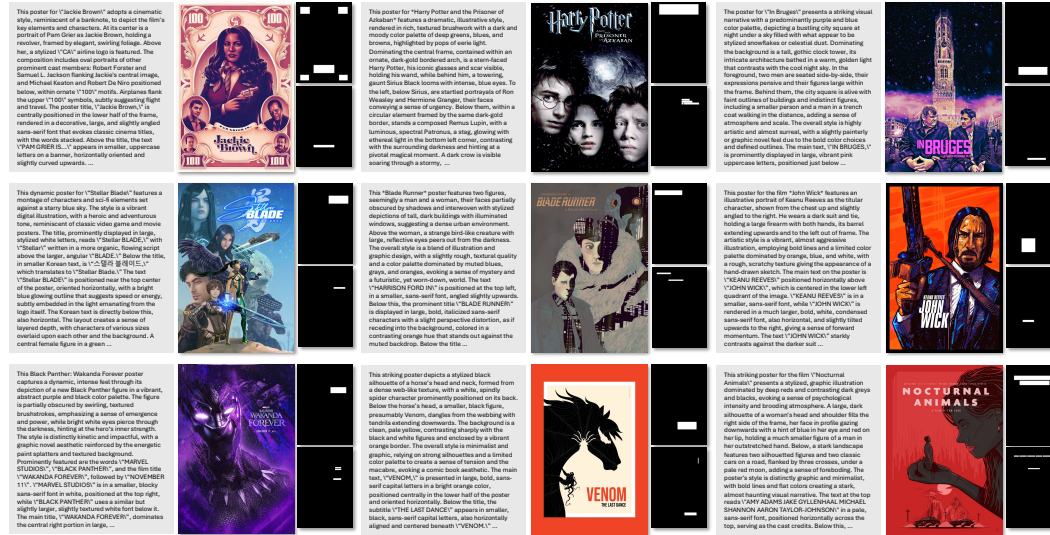 This poster for \"Jackie Brown\" adopts a cinematic
style, reminiscent of a banknote, to depict the film's
key elements and characters. At its center is a
portrait of Pam Grier as Jackie Brown, holding a
revolver, framed by elegant, swirling foliage. Above
her, a stylized \"CA\" airline logo is featured. The
composition includes oval portraits of other
prominent cast members: Robert Forster and
Samuel L. Jackson flanking Jackie's central image,
and Michael Keaton and Robert De Niro positioned
below, within ornate \"100\" motifs. Airplanes flank
the upper \"100\" symbols, subtly suggesting flight
and travel. The poster title, \"Jackie Brown,\" is
centrally positioned in the lower half of the frame,
rendered in a decorative, large, and slightly angled
sans-serif font that evokes classic cinema titles,
with the words stacked. Above the title, the text
\"PAM GRIER IS....\" appears in smaller, uppercase
letters on a banner, horizontally oriented and
slightly curved upwards. ...
100
100
Jackie
Brown
100
100
This poster for *Harry Potter and the Prisoner of
Azkaban* features a dramatic, illustrative style,
rendered in rich, textured brushwork with a dark and
moody color palette of deep greens, blues, and
browns, highlighted by pops of eerie light.
Dominating the central frame, contained within an
ornate, dark-gold bordered arch, is a stern-faced
Harry Potter, his iconic glasses and scar visible,
holding his wand, while behind him, a towering,
gaunt Sirius Black looms with intense, blue eyes. To
the left, below Sirius, are startled portrayals of Ron
Weasley and Hermione Granger, their faces
conveying a sense of urgency. Below them, within a
circular element framed by the same dark-gold
border, stands a composed Remus Lupin, with a
luminous, spectral Patronus, a stag, glowing with
ethereal light in the bottom left corner, contrasting
with the surrounding darkness and hinting at a
pivotal magical moment. A dark crow is visible
soaring through a stormy, ...
Harry Potter
AND THE
PRISONER OF
AZKABAN
This poster for \"In Bruges\" presents a striking visual
narrative with a predominantly purple and blue
color palette, depicting a bustling city square at
night under a sky filled with what appear to be
stylized snowflakes or celestial dust. Dominating
the background is a tall, gothic clock tower, its
intricate architecture bathed in a warm, golden light
that contrasts with the cool night sky. In the
foreground, two men are seated side-by-side, their
expressions pensive and their figures large within
the frame. Behind them, the city square is alive with
faint outlines of buildings and indistinct figures,
including a smaller person and a man in a trench
coat walking in the distance, adding a sense of
atmosphere and scale. The overall style is highly
artistic and almost surreal, with a slightly painterly
or graphic novel feel due to the bold color choices
and defined outlines. The main text, \"IN BRUGES,\"
is prominently displayed in large, vibrant pink
uppercase letters, positioned just below ...
IN
BRUGES
This dynamic poster for \"Stellar Blade\" features a
montage of characters and sci-fi elements set
against a starry blue sky. The style is a vibrant
digital illustration, with a heroic and adventurous
tone, reminiscent of classic video game and movie
posters. The title, prominently displayed in large,
stylized white letters, reads \"Stellar BLADE,\" with
\"Stellar\" written in a more organic, flowing script
above the larger, angular \"BLADE.\" Below the title,
in smaller Korean text, is \"스텔라 블레이드,\"
which translates to \"Stellar Blade.\" The text
\"Stellar BLADE\" is positioned near the top center
of the poster, oriented horizontally, with a bright
blue glowing outline that suggests speed or energy,
subtly embedded in the light emanating from the
logo itself. The Korean text is directly below this,
also horizontal. The layout creates a sense of
layered depth, with characters of various sizes
overlaid upon each other and the background. A
central female figure in a green ...
Stellar
BLADE
This *Blade Runner* poster features two figures,
seemingly a man and a woman, their faces partially
obscured by shadows and interwoven with stylized
depictions of tall, dark buildings with illuminated
windows, suggesting a dense urban environment.
Above the woman, a strange bird-like creature with
large, reflective eyes peers out from the darkness.
The overall style is a blend of illustration and
graphic design, with a slightly rough, textural quality
and a color palette dominated by muted blues,
grays, and oranges, evoking a sense of mystery and
a futuristic, yet worn-down, world. The text
\"HARRISON FORD IN\" is positioned at the top left,
in a smaller, sans-serif font, angled slightly upwards.
Below this, the prominent title \"BLADE RUNNER\"
is displayed in large, bold, italicized sans-serif
characters with a slight perspective distortion, as if
receding into the background, colored in a
contrasting orange hue that stands out against the
muted backdrop. Below the title ...
BLADE RUNNER
This poster for the film *John Wick* features an
illustrative portrait of Keanu Reeves as the titular
character, shown from the chest up and slightly
angled to the right. He wears a dark suit and tie,
holding a large firearm with both hands, its barrel
extending upwards and to the left out of frame. The
artistic style is a vibrant, almost aggressive
illustration, employing bold lines and a limited color
palette dominated by orange, blue, and white, with
a rough, scratchy texture giving the appearance of a
hand-drawn sketch. The main text on the poster is
\"KEANU REEVES\" positioned horizontally above
\"JOHN WICK\", which is centered in the lower left
quadrant of the image. \"KEANU REEVES\" is in a
smaller, sans-serif font, while \"JOHN WICK\" is
rendered in a much larger, bold, white, condensed
sans-serif font, also horizontal, and slightly tilted
upwards to the right, giving a sense of forward
momentum. The text \"JOHN WICK\" starkly
contrasts against the darker suit ...
KEANU REEVES
JOHN
WICK
This Black Panther: Wakanda Forever poster
captures a dynamic, intense feel through its
depiction of a new Black Panther figure in a vibrant,
abstract purple and black color palette. The figure
is partially obscured by swirling, textured
brushstrokes, emphasizing a sense of emergence
and power, while bright white eyes pierce through
the darkness, hinting at the hero's inner strength.
The style is distinctly kinetic and impactful, with a
graphic novel aesthetic reinforced by the energetic
paint splatters and textured background.
Prominently featured are the words \"MARVEL
STUDIOS\", \"BLACK PANTHER\", and the film title
\"WAKANDA FOREVER\", followed by \"NOVEMBER
11\". \"MARVEL STUDIOS\" is in a smaller, blocky
sans-serif font in white, positioned at the top right,
while \"BLACK PANTHER\" uses a similar but
slightly larger, slightly textured white font below it.
The main title, \"WAKANDA FOREVER\", dominates
the central right portion in large, ...
WAKANDA
FOREVER
This striking poster depicts a stylized black
silhouette of a horse's head and neck, formed from
a dense web-like texture, with a white, spindly
spider character prominently positioned on its back.
Below the horse's head, a smaller, black figure,
presumably Venom, dangles from the webbing with
tendrils extending downwards. The background is a
clean, pale yellow, contrasting sharply with the
black and white figures and enclosed by a vibrant
orange border. The overall style is minimalist and
graphic, relying on strong silhouettes and a limited
color palette to create a sense of tension and the
macabre, evoking a comic book aesthetic. The main
text, \"VENOM,\" is presented in large, bold, sans-
serif capital letters in a bright orange color,
positioned centrally in the lower half of the poster
and oriented horizontally. Below the title, the
subtitle \"THE LAST DANCE\" appears in smaller,
black, sans-serif capital letters, also horizontally
aligned and centered beneath \"VENOM.\" ...
VENOM
THE LAST DANCE
This striking poster for the film \"Nocturnal
Animals\" presents a stylized, graphic illustration
dominated by deep reds and contrasting dark greys
and blacks, evoking a sense of psychological
intensity and brooding atmosphere. A large, dark
silhouette of a woman's head and shoulder fills the
right side of the frame, her face in profile gazing
downwards with a hint of blue in her eye and red on
her lip, holding a much smaller figure of a man in
her outstretched hand. Below, a stark landscape
features two silhouetted figures and two classic
cars on a road, flanked by three crosses, under a
pale red moon, adding a sense of foreboding. The
poster's style is distinctly graphic and minimalist,
with bold lines and flat colors creating a stark,
almost haunting visual narrative. The text at the top
reads \"AMY ADAMS JAKE GYLLENHAAL MICHAEL
SHANNON AARON TAYLOR-JOHNSON\" in a pale,
sans-serif font, positioned horizontally across the
top, serving as the cast credits. Below this, ...
NOCTURNAL
ANIMALS